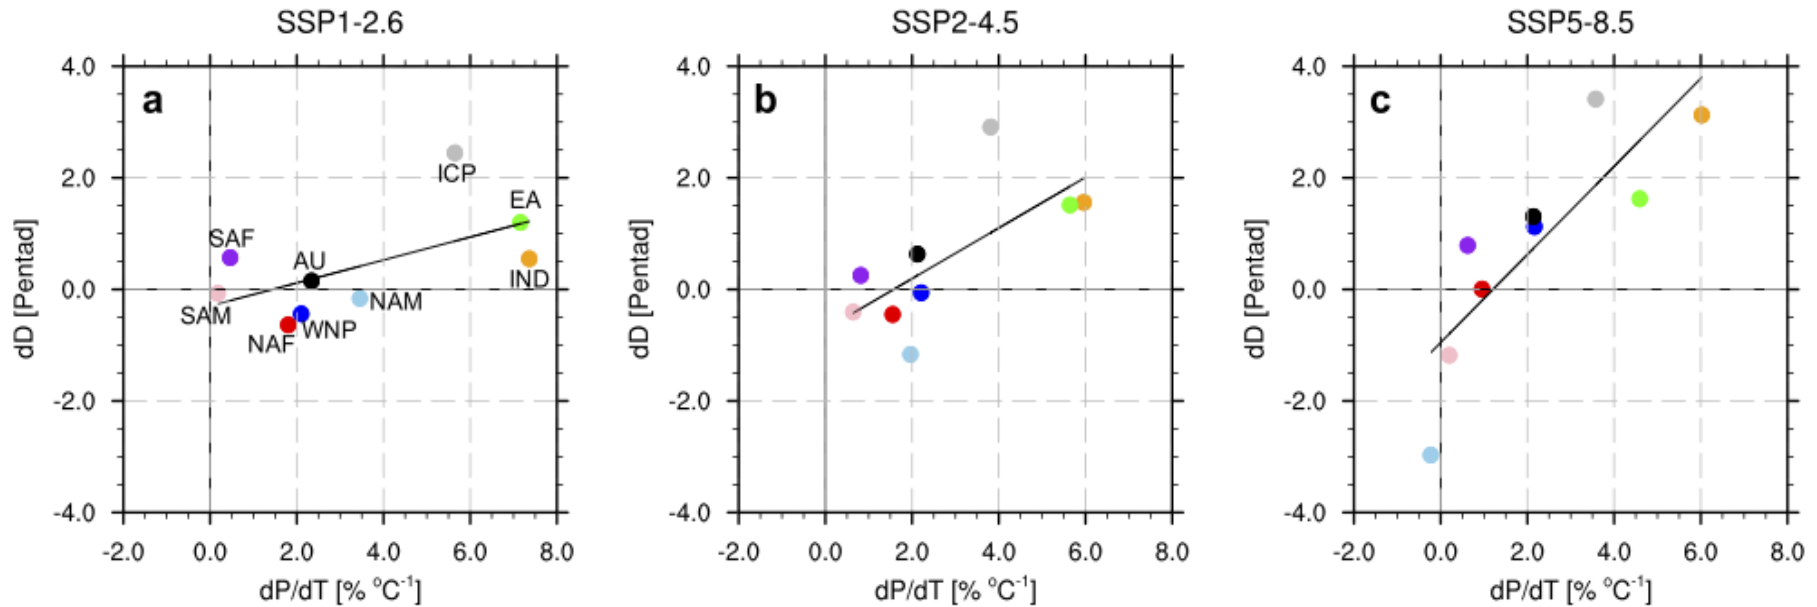 SSP1-2.6
SSP2-4.5
SSP5-8.5
a
b
c
4.0
2.0
0.0
-2.0
-4.0
4.0
2.0
0.0
-2.0
-4.0
4.0
2.0
0.0
-2.0
-4.0
dD [Pentad]
dD [Pentad]
dD [Pentad]
ICP
EA
SAF
AU
IND
SAM
NAM
WNP
NAF
-2.0 0.0 2.0 4.0 6.0 8.0
-2.0 0.0 2.0 4.0 6.0 8.0
-2.0 0.0 2.0 4.0 6.0 8.0
dP/dT [% °C⁻¹]
dP/dT [% °C⁻¹]
dP/dT [% °C⁻¹]